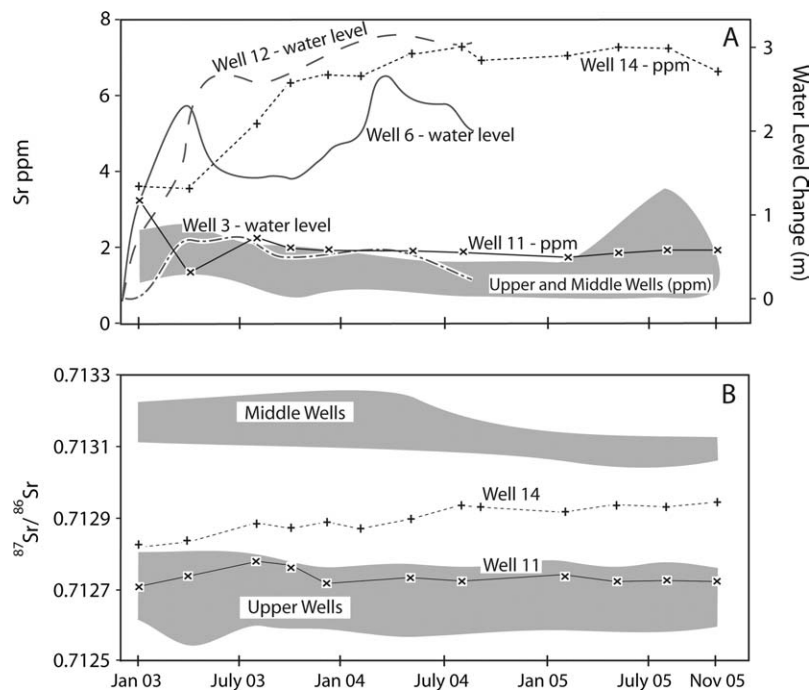 A
8
6
4
2
0
Sr ppm
3
2
1
0
Water Level Change (m)
Well 12 - water level
Well 14 - ppm
Well 6 - water level
Well 3 - water level
Well 11 - ppm
Upper and Middle Wells (ppm)
B
0.7133
0.7131
0.7129
0.7127
0.7125
⁸⁷Sr/ ⁸⁶Sr
Middle Wells
Well 14
Well 11
Upper Wells
Jan 03
July 03
Jan 04
July 04
Jan 05
July 05
Nov 05